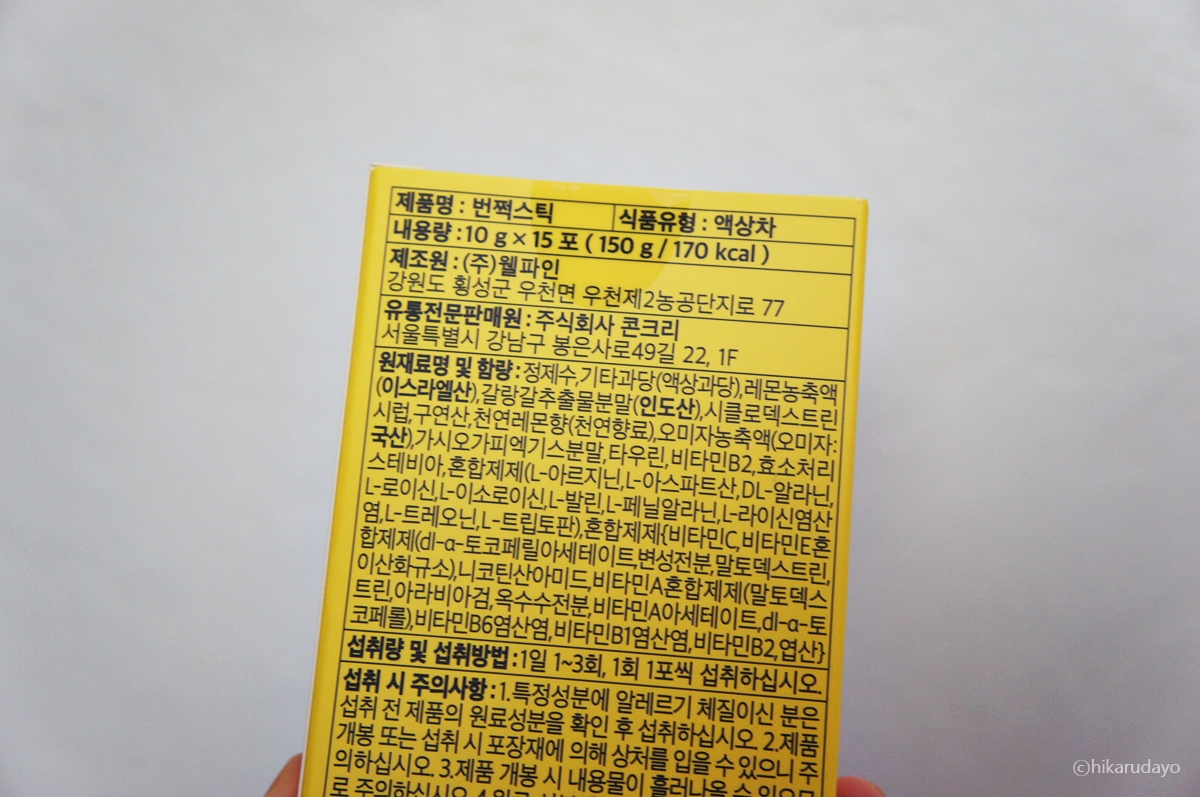 제품명 : 번쩍스틱 식품유형 : 액상차
내용량 : 10 g × 15 포 ( 150 g / 170 kcal )
제조원 : (주)웰파인
강원도 횡성군 우천면 우천제2농공단지로 77
유통전문판매원 : 주식회사 콘크리
서울특별시 강남구 봉은사로49길 22, 1F
원재료명 및 함량 : 정제수,기타과당(액상과당),레몬농축액
(이스라엘산),갈랑갈추출물분말(인도산),시클로덱스트린
시럽,구연산,천연레몬향(천연향료),오미자농축액(오미자:
국산),가시오가피엑기스분말,타우린,비타민B2,효소처리
스테비아,혼합제제(L-아르지닌,L-아스파트산,DL-알라닌,
L-로이신,L-이소로이신,L-발린,L-페닐알라닌,L-라이신염산
염,L-트레오닌,L-트립토판),혼합제제{비타민C,비타민E혼
합제제(dl-α-토코페릴아세테이트,변성전분,말토덱스트린,
이산화규소),니코틴산아미드,비타민A혼합제제(말토덱스
트린,아라비아검,옥수수전분,비타민A아세테이트,dl-α-토
코페롤),비타민B6염산염,비타민B1염산염,비타민B2,엽산}
섭취량 및 섭취방법 : 1일 1~3회, 1회 1포씩 섭취하십시오.
섭취 시 주의사항 : 1.특정성분에 알레르기 체질이신 분은
섭취 전 제품의 원료성분을 확인 후 섭취하십시오. 2.제품
개봉 또는 섭취 시 포장재에 의해 상처를 입을 수 있으니 주
의하십시오. 3.제품 개봉 시 내용물이 흘러나올 수 있으므
로 주의하십시오.
©hikarudayo